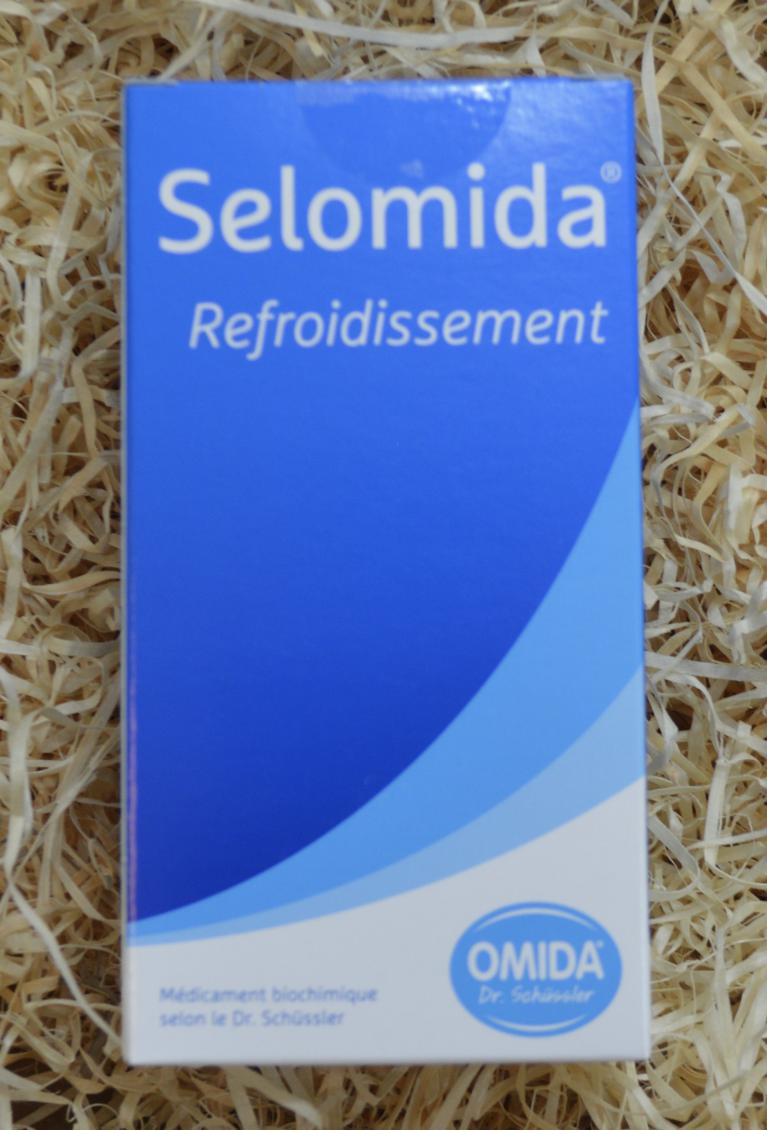 Selomida®
Refroidissement
OMIDA®
Dr. Schüssler
Médicament biochimique
selon le Dr. Schüssler